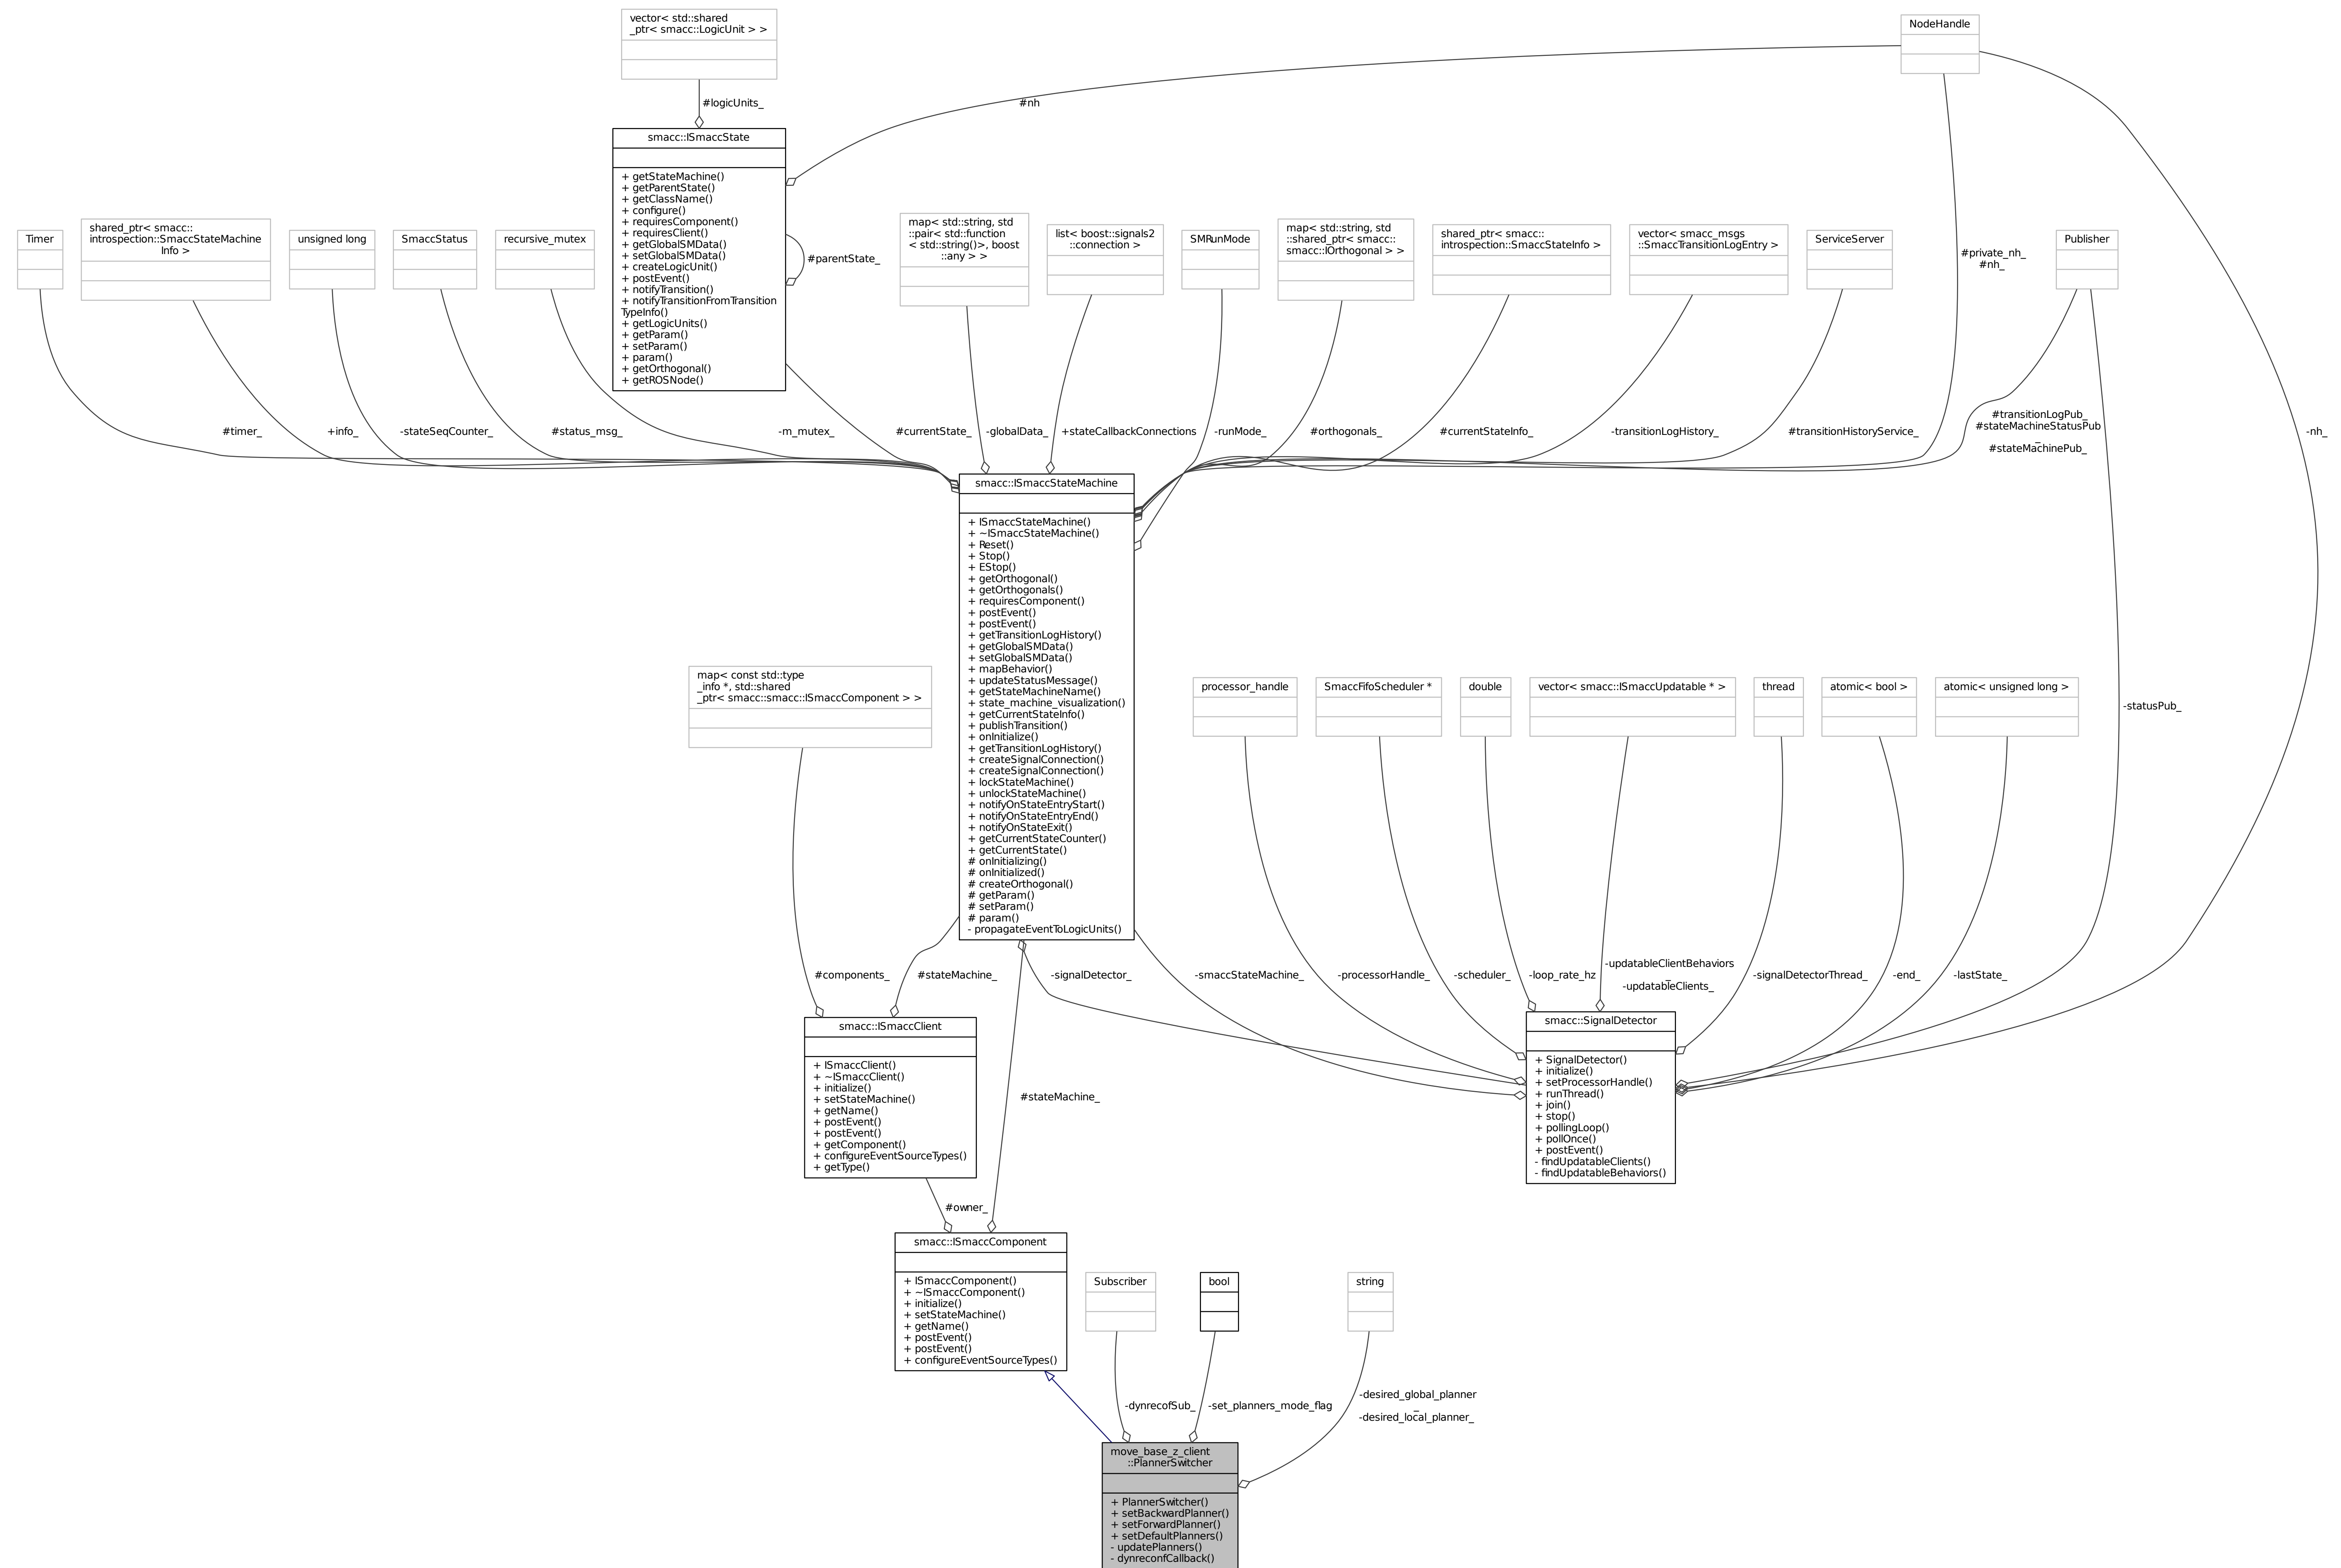 vector< std::shared
_ptr< smacc::LogicUnit > >
NodeHandle
#logicUnits_
#nh
smacc::ISmaccState
+ getStateMachine()
+ getParentState()
+ getClassName()
+ configure()
+ requiresComponent()
+ requiresClient()
+ getGlobalSMData()
+ setGlobalSMData()
+ createLogicUnit()
+ postEvent()
+ notifyTransition()
+ notifyTransitionFromTransition
TypeInfo()
+ getLogicUnits()
+ getParam()
+ setParam()
+ param()
+ getOrthogonal()
+ getROSNode()
#parentState_
Timer
shared_ptr< smacc::
introspection::SmaccStateMachine
Info >
unsigned long
SmaccStatus
recursive_mutex
map< std::string, std
::pair< std::function
< std::string()>, boost
::any > >
list< boost::signals2
::connection >
SMRunMode
map< std::string, std
::shared_ptr< smacc::
smacc::IOrthogonal > >
shared_ptr< smacc::
introspection::SmaccStateInfo >
vector< smacc_msgs
::SmaccTransitionLogEntry >
ServiceServer
#private_nh_
#nh_
Publisher
#timer_
+info_
-stateSeqCounter_
#status_msg_
-m_mutex_
#currentState_
-globalData_
+stateCallbackConnections
-runMode_
#orthogonals_
#currentStateInfo_
-transitionLogHistory_
#transitionHistoryService_
#transitionLogPub_
#stateMachineStatusPub
_
#stateMachinePub_
-nh_
smacc::ISmaccStateMachine
+ ISmaccStateMachine()
+ ~ISmaccStateMachine()
+ Reset()
+ Stop()
+ EStop()
+ getOrthogonal()
+ getOrthogonals()
+ requiresComponent()
+ postEvent()
+ postEvent()
+ getTransitionLogHistory()
+ getGlobalSMData()
+ setGlobalSMData()
+ mapBehavior()
+ updateStatusMessage()
+ getStateMachineName()
+ state_machine_visualization()
+ getCurrentStateInfo()
+ publishTransition()
+ onInitialize()
+ getTransitionLogHistory()
+ createSignalConnection()
+ createSignalConnection()
+ lockStateMachine()
+ unlockStateMachine()
+ notifyOnStateEntryStart()
+ notifyOnStateEntryEnd()
+ notifyOnStateExit()
+ getCurrentStateCounter()
+ getCurrentState()
# onInitializing()
# onInitialized()
# createOrthogonal()
# getParam()
# setParam()
# param()
- propagateEventToLogicUnits()
map< const std::type
_info *, std::shared
_ptr< smacc::smacc::ISmaccComponent > >
processor_handle
SmaccFifoScheduler *
double
vector< smacc::ISmaccUpdatable * >
thread
atomic< bool >
atomic< unsigned long >
-statusPub_
#components_
#stateMachine_
-signalDetector_
-smaccStateMachine_
-processorHandle_
-scheduler_
-loop_rate_hz
-updatableClientBehaviors
_
-updatableClients_
-signalDetectorThread_
-end_
-lastState_
smacc::ISmaccClient
+ ISmaccClient()
+ ~ISmaccClient()
+ initialize()
+ setStateMachine()
+ getName()
+ postEvent()
+ postEvent()
+ getComponent()
+ configureEventSourceTypes()
+ getType()
#stateMachine_
smacc::SignalDetector
+ SignalDetector()
+ initialize()
+ setProcessorHandle()
+ runThread()
+ join()
+ stop()
+ pollingLoop()
+ pollOnce()
+ postEvent()
- findUpdatableClients()
- findUpdatableBehaviors()
#owner_
smacc::ISmaccComponent
+ ISmaccComponent()
+ ~ISmaccComponent()
+ initialize()
+ setStateMachine()
+ getName()
+ postEvent()
+ postEvent()
+ configureEventSourceTypes()
Subscriber
bool
string
-dynrecofSub_
-set_planners_mode_flag
-desired_global_planner
_
-desired_local_planner_
move_base_z_client
::PlannerSwitcher
+ PlannerSwitcher()
+ setBackwardPlanner()
+ setForwardPlanner()
+ setDefaultPlanners()
- updatePlanners()
- dynreconfCallback()